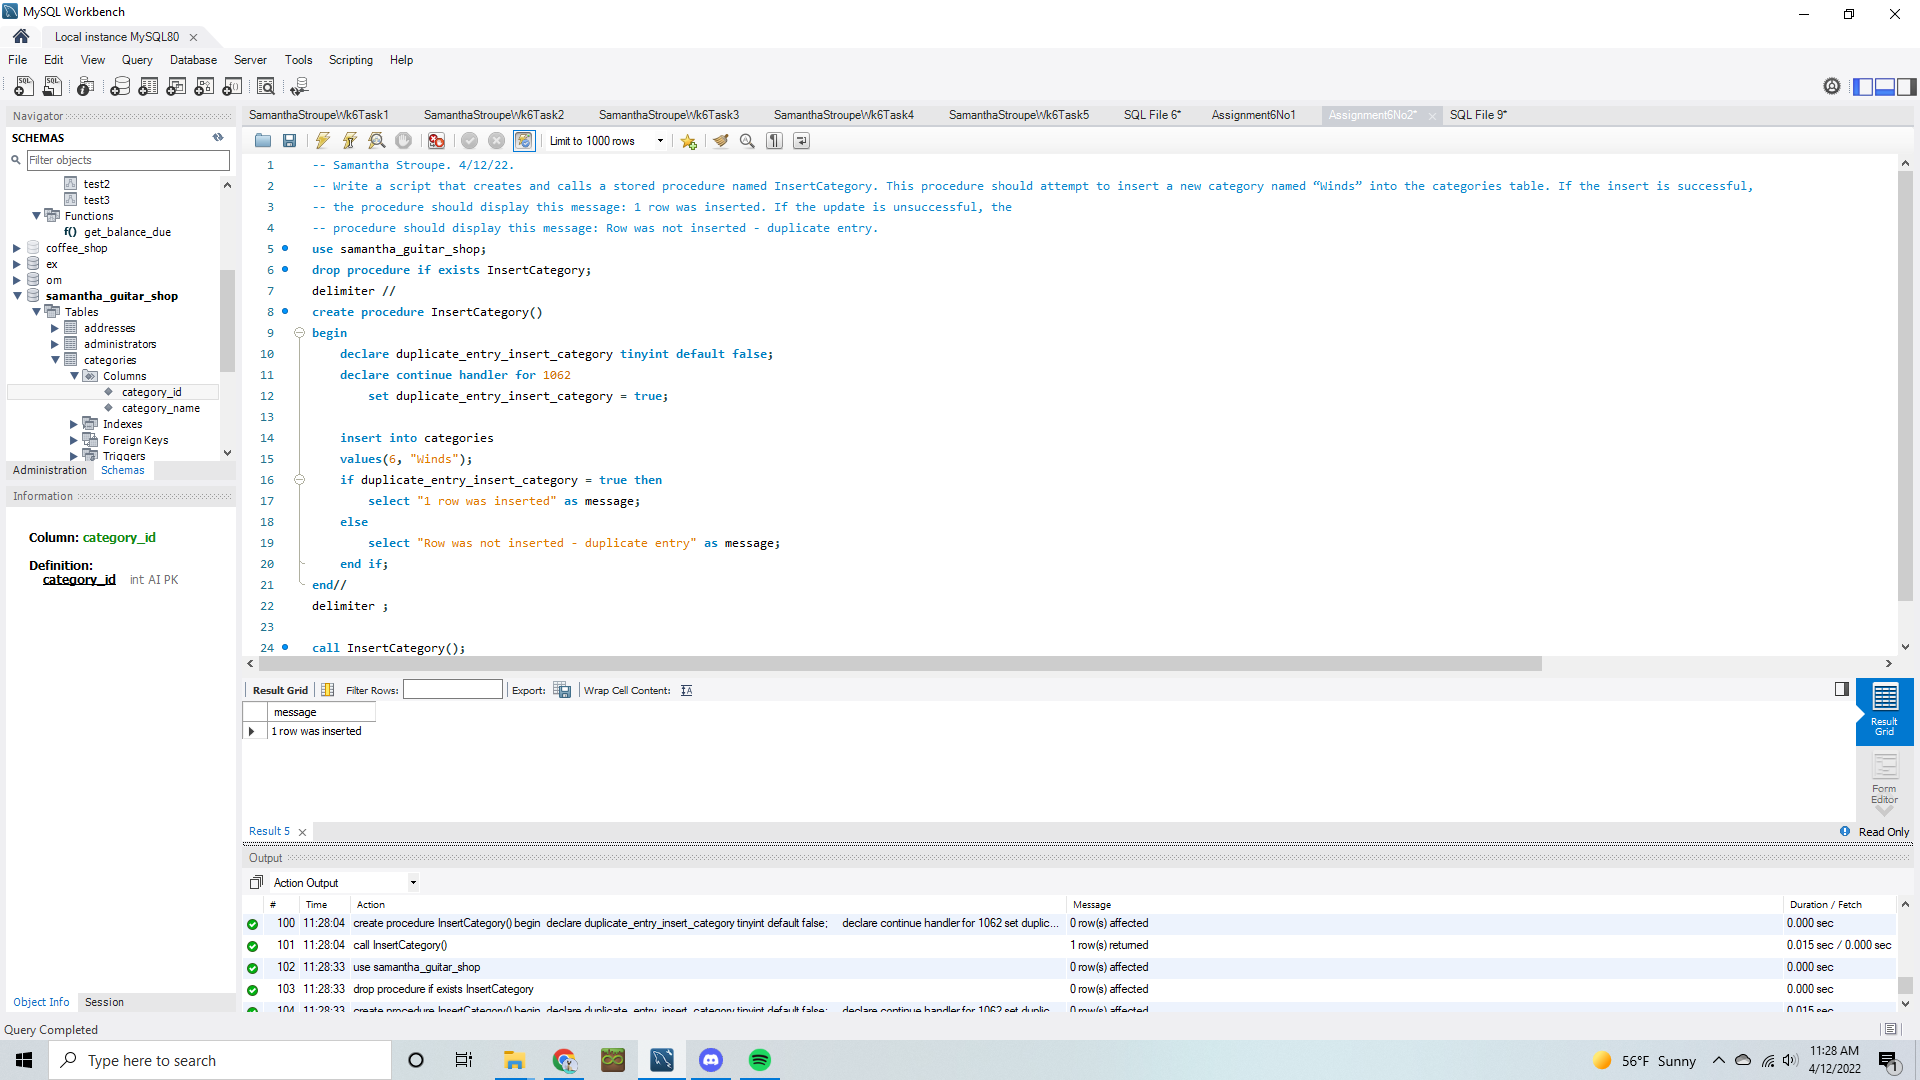 MySQL Workbench
Local instance MySQL80
File Edit View Query Database Server Tools Scripting Help
Navigator
SCHEMAS
Filter objects
test2
test3
Functions
f() get_balance_due
coffee_shop
ex
om
samantha_guitar_shop
Tables
addresses
administrators
categories
Columns
category_id
category_name
Indexes
Foreign Keys
Triggers
Administration Schemas
Information
Column: category_id
Definition:
category_id int AI PK
Object Info Session
Query Completed
SamanthaStroupeWk6Task1 SamanthaStroupeWk6Task2 SamanthaStroupeWk6Task3 SamanthaStroupeWk6Task4 SamanthaStroupeWk6Task5 SQL File 6* Assignment6No1 Assignment6No2* SQL File 9*
Limit to 1000 rows
1 -- Samantha Stroupe. 4/12/22.
2 -- Write a script that creates and calls a stored procedure named InsertCategory. This procedure should attempt to insert a new category named “Winds” into the categories table. If the insert is successful,
3 -- the procedure should display this message: 1 row was inserted. If the update is unsuccessful, the
4 -- procedure should display this message: Row was not inserted - duplicate entry.
5 use samantha_guitar_shop;
6 drop procedure if exists InsertCategory;
7 delimiter //
8 create procedure InsertCategory()
9 begin
10 declare duplicate_entry_insert_category tinyint default false;
11 declare continue handler for 1062
12 set duplicate_entry_insert_category = true;
13
14 insert into categories
15 values(6, "Winds");
16 if duplicate_entry_insert_category = true then
17 select "1 row was inserted" as message;
18 else
19 select "Row was not inserted - duplicate entry" as message;
20 end if;
21 end//
22 delimiter ;
23
24 call InsertCategory();
Result Grid Filter Rows: Export: Wrap Cell Content:
message
1 row was inserted
Result Grid
Form Editor
Result 5
Read Only
Output
Action Output
# Time Action Message Duration / Fetch
100 11:28:04 create procedure InsertCategory() begin declare duplicate_entry_insert_category tinyint default false; declare continue handler for 1062 set duplic... 0 row(s) affected 0.000 sec
101 11:28:04 call InsertCategory() 1 row(s) returned 0.015 sec / 0.000 sec
102 11:28:33 use samantha_guitar_shop 0 row(s) affected 0.000 sec
103 11:28:33 drop procedure if exists InsertCategory 0 row(s) affected 0.000 sec
104 11:28:33 create procedure InsertCategory() begin declare duplicate_entry_insert_category tinyint default false; declare continue handler for 1062 set duplic... 0 row(s) affected 0.015 sec
Type here to search
56°F Sunny
11:28 AM
4/12/2022
1